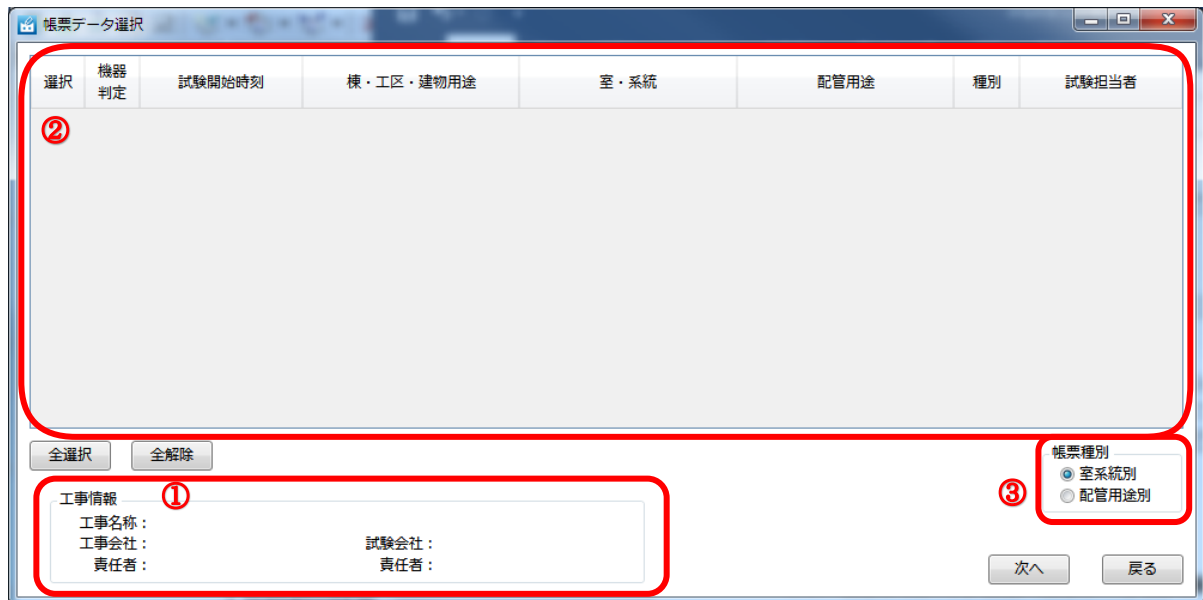 帳票データ選択
選択 機器判定 試験開始時刻 棟・工区・建物用途 室・系統 配管用途 種別 試験担当者
②
全選択 全解除
帳票種別
室系統別
配管用途別
③
工事情報 ①
工事名称：
工事会社： 試験会社：
責任者： 責任者：
次へ 戻る